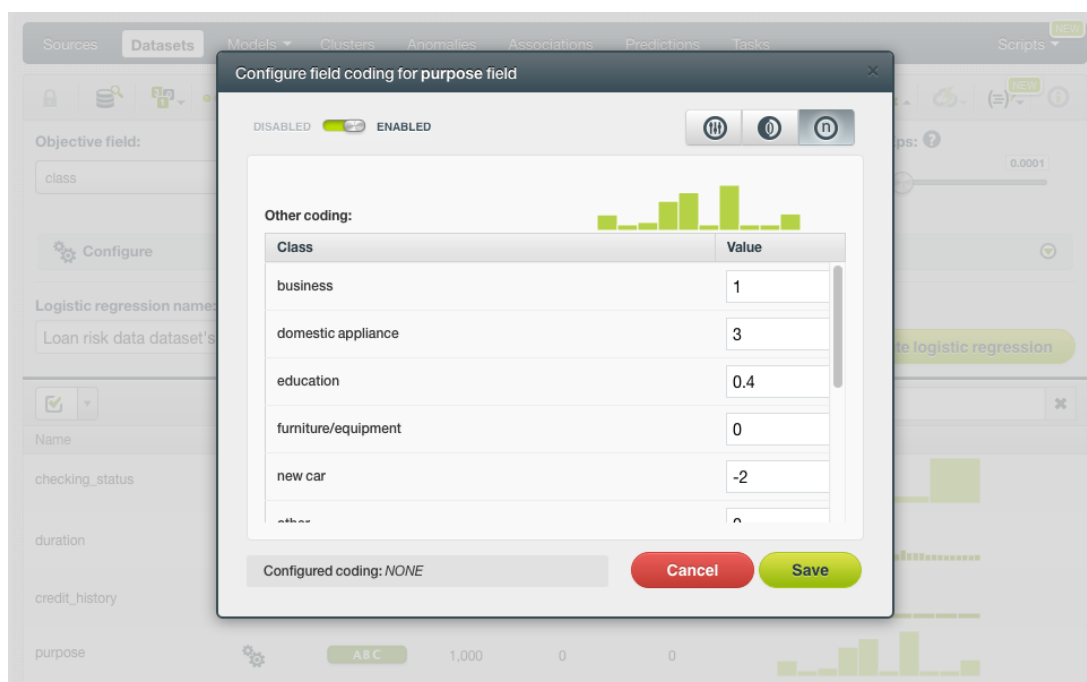 Sources Datasets Models Clusters Anomalies Associations Predictions Tasks Scripts NEW
Configure field coding for purpose field ×
NEW
DISABLED ENABLED n
Objective field: ps: ?
class 0.0001
Other coding:
Class Value
Configure
business 1
Logistic regression name:
domestic appliance 3
Loan risk data dataset's te logistic regression
education 0.4
furniture/equipment 0
Name
new car -2
checking_status
other
duration
Configured coding: NONE Cancel Save
credit_history
purpose ABC 1,000 0 0